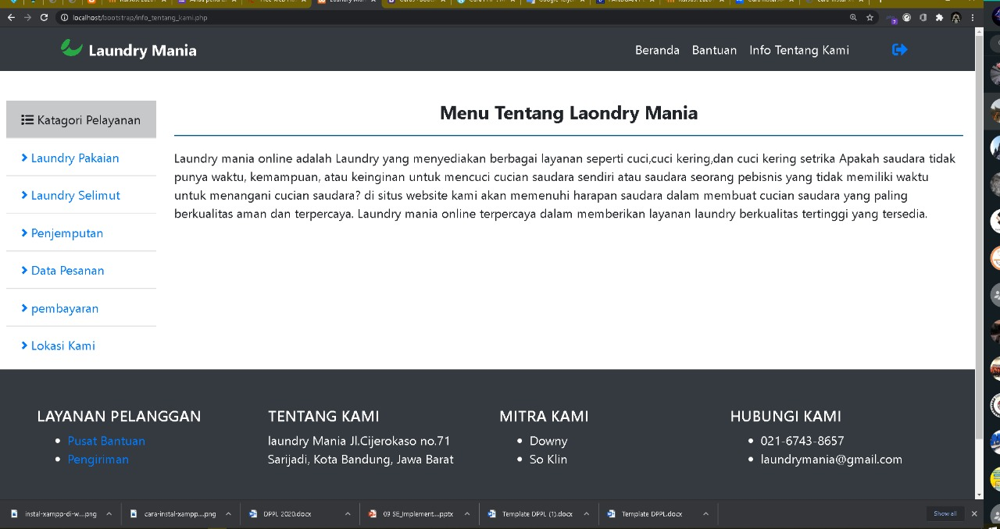 localhost/bootstrap/info_tentang_kami.php
Laundry Mania
Beranda Bantuan Info Tentang Kami
Katagori Pelayanan
Laundry Pakaian
Laundry Selimut
Penjemputan
Data Pesanan
pembayaran
Lokasi Kami
Menu Tentang Laondry Mania
Laundry mania online adalah Laundry yang menyediakan berbagai layanan seperti cuci,cuci kering,dan cuci kering setrika Apakah saudara tidak
punya waktu, kemampuan, atau keinginan untuk mencuci cucian saudara sendiri atau saudara seorang pebisnis yang tidak memiliki waktu
untuk menangani cucian saudara? di situs website kami akan memenuhi harapan saudara dalam membuat cucian saudara yang paling
berkualitas aman dan terpercaya. Laundry mania online terpercaya dalam memberikan layanan laundry berkualitas tertinggi yang tersedia.
LAYANAN PELANGGAN
Pusat Bantuan
Pengiriman
TENTANG KAMI
laundry Mania Jl.Cijerokaso no.71
Sarijadi, Kota Bandung, Jawa Barat
MITRA KAMI
Downy
So Klin
HUBUNGI KAMI
021-6743-8657
laundrymania@gmail.com
instal-xampp-di-w....png cara-instal-xampp....png DPPL 2020.docx 09 SE_Implement....pptx Template DPPL (1).docx Template DPPL.docx Show all